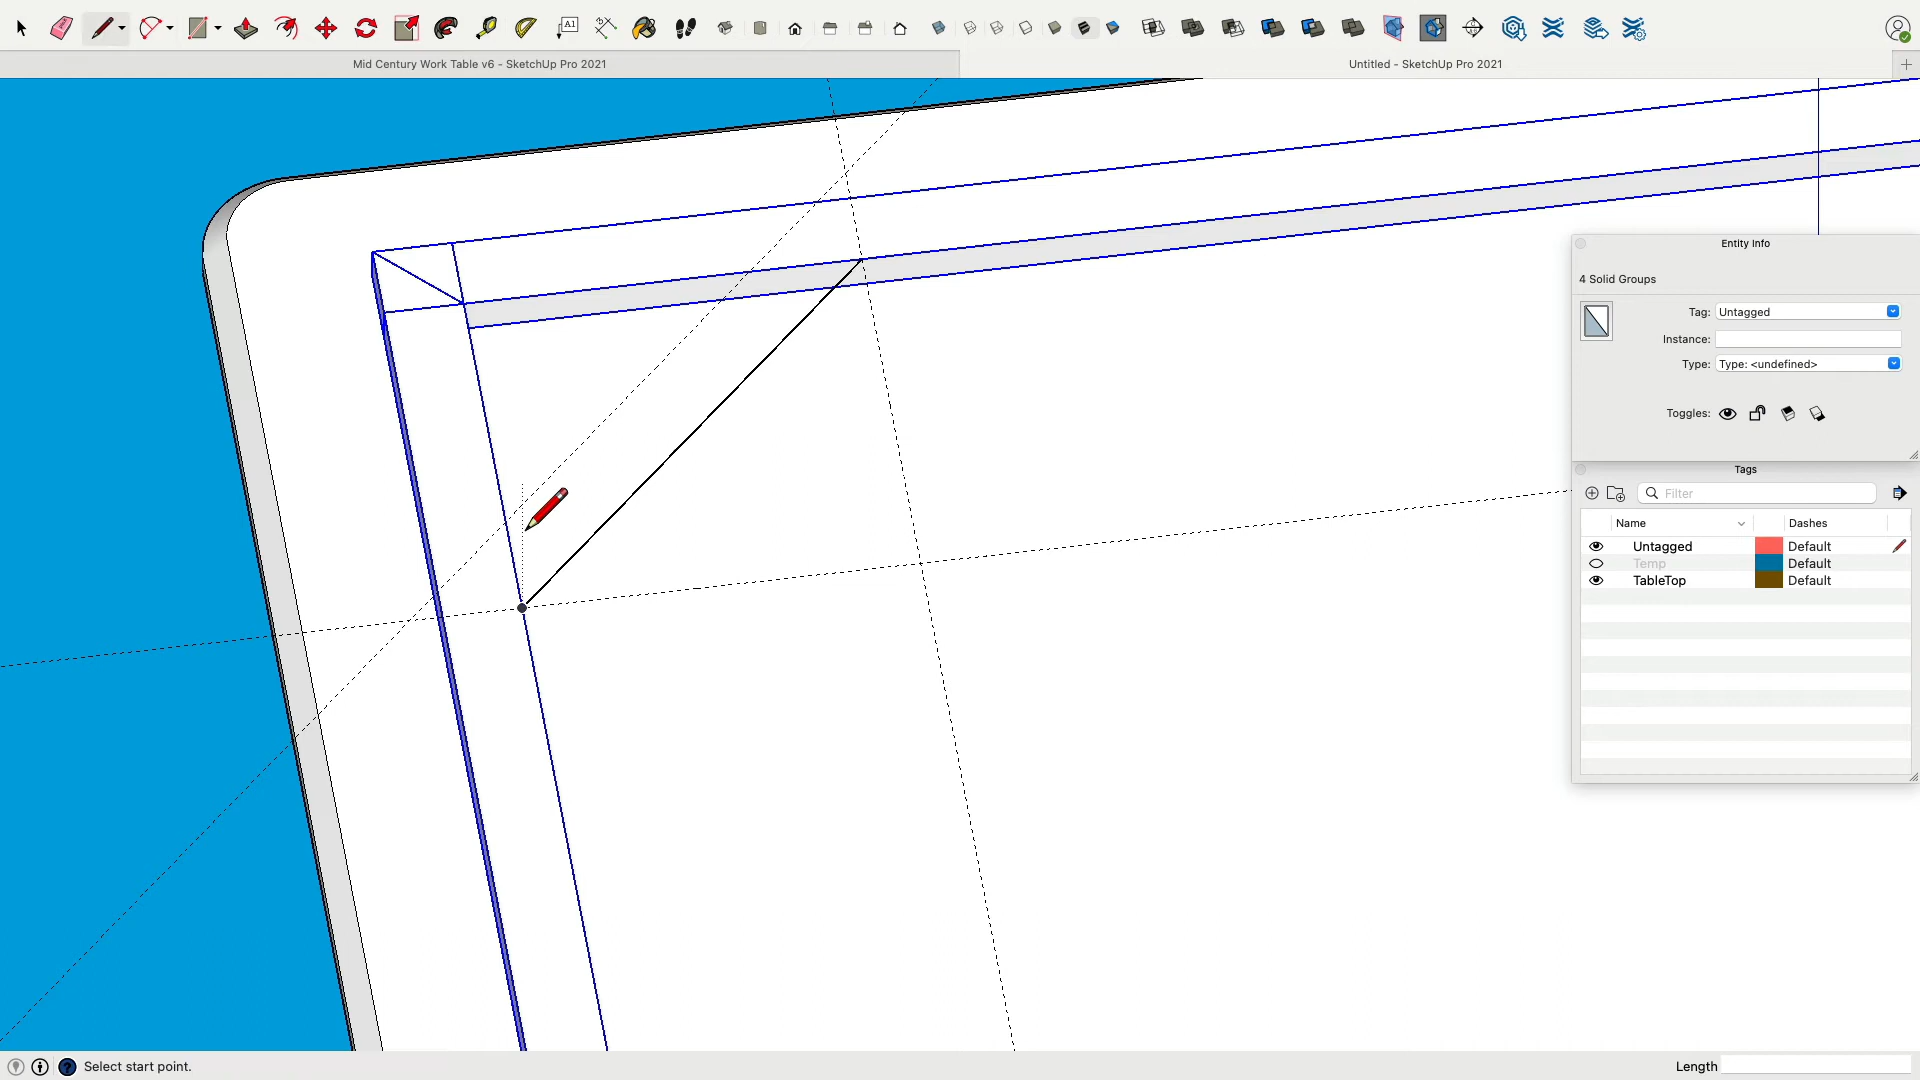 A1
Mid Century Work Table v6 - SketchUp Pro 2021
Untitled - SketchUp Pro 2021
Entity Info
4 Solid Groups
Tag: Untagged
Instance:
Type: Type: <undefined>
Toggles:
Tags
Filter
Name Dashes
Untagged Default
Temp Default
TableTop Default
Select start point.
Length